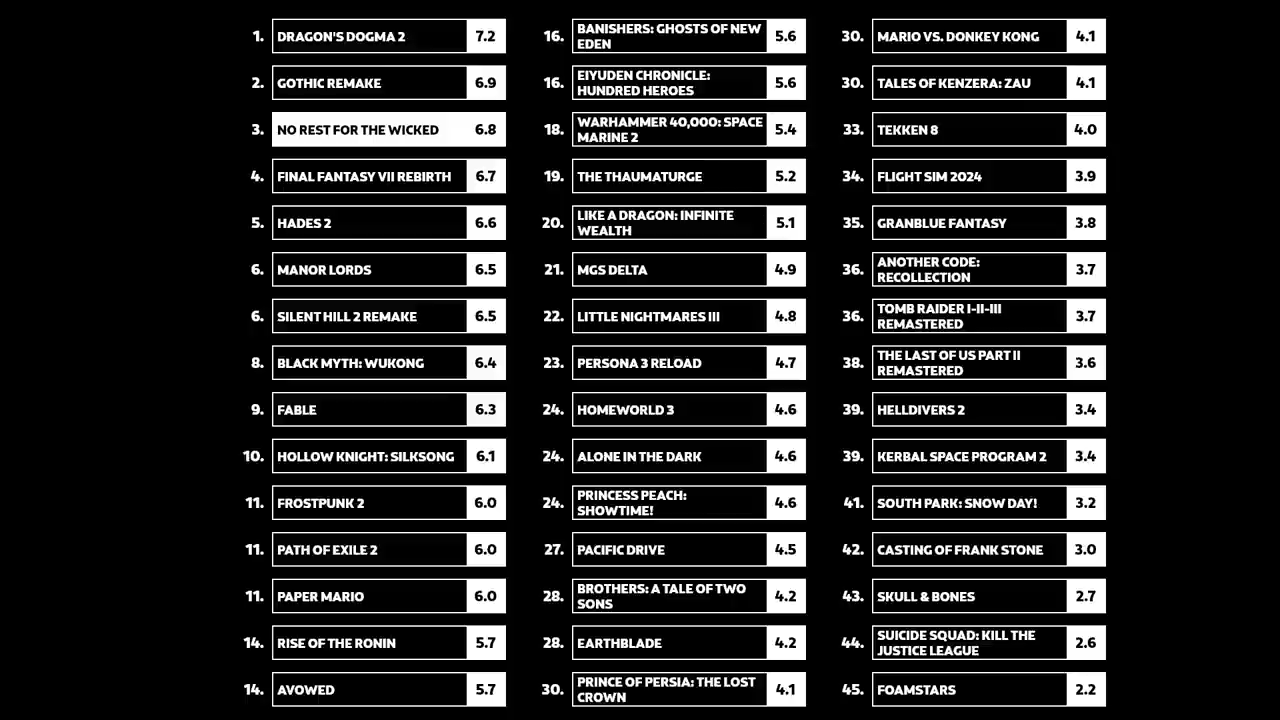 1. DRAGON'S DOGMA 2 7.2
2. GOTHIC REMAKE 6.9
3. NO REST FOR THE WICKED 6.8
4. FINAL FANTASY VII REBIRTH 6.7
5. HADES 2 6.6
6. MANOR LORDS 6.5
6. SILENT HILL 2 REMAKE 6.5
8. BLACK MYTH: WUKONG 6.4
9. FABLE 6.3
10. HOLLOW KNIGHT: SILKSONG 6.1
11. FROSTPUNK 2 6.0
11. PATH OF EXILE 2 6.0
11. PAPER MARIO 6.0
14. RISE OF THE RONIN 5.7
14. AVOWED 5.7
16. BANISHERS: GHOSTS OF NEW
EDEN 5.6
16. EIYUDEN CHRONICLE:
HUNDRED HEROES 5.6
18. WARHAMMER 40,000: SPACE
MARINE 2 5.4
19. THE THAUMATURGE 5.2
20. LIKE A DRAGON: INFINITE
WEALTH 5.1
21. MGS DELTA 4.9
22. LITTLE NIGHTMARES III 4.8
23. PERSONA 3 RELOAD 4.7
24. HOMEWORLD 3 4.6
24. ALONE IN THE DARK 4.6
24. PRINCESS PEACH:
SHOWTIME! 4.6
27. PACIFIC DRIVE 4.5
28. BROTHERS: A TALE OF TWO
SONS 4.2
28. EARTHBLADE 4.2
30. PRINCE OF PERSIA: THE LOST
CROWN 4.1
30. MARIO VS. DONKEY KONG 4.1
30. TALES OF KENZERA: ZAU 4.1
33. TEKKEN 8 4.0
34. FLIGHT SIM 2024 3.9
35. GRANBLUE FANTASY 3.8
36. ANOTHER CODE:
RECOLLECTION 3.7
36. TOMB RAIDER I-II-III
REMASTERED 3.7
38. THE LAST OF US PART II
REMASTERED 3.6
39. HELLDIVERS 2 3.4
39. KERBAL SPACE PROGRAM 2 3.4
41. SOUTH PARK: SNOW DAY! 3.2
42. CASTING OF FRANK STONE 3.0
43. SKULL & BONES 2.7
44. SUICIDE SQUAD: KILL THE
JUSTICE LEAGUE 2.6
45. FOAMSTARS 2.2